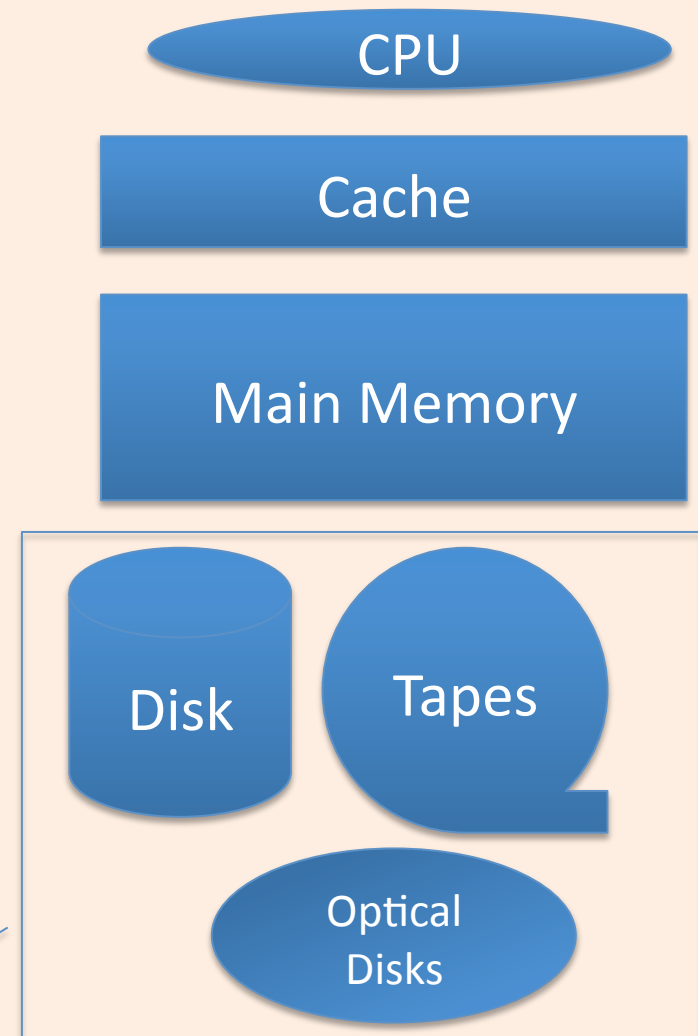 CPU
Cache
Main Memory
Disk
Tapes
Optical
Disks